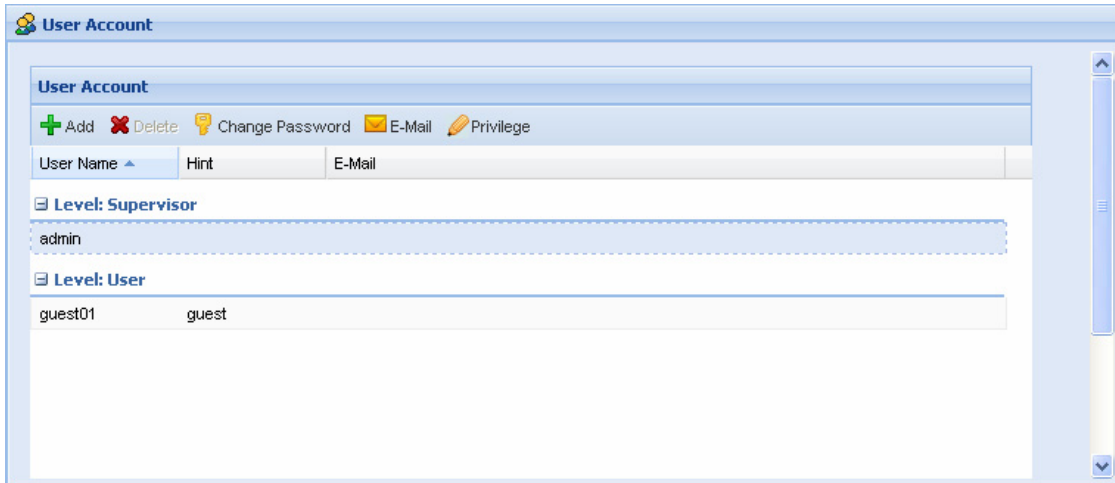 User Account
User Account
Add Delete Change Password E-Mail Privilege
User Name Hint E-Mail
Level: Supervisor
admin
Level: User
guest01 guest